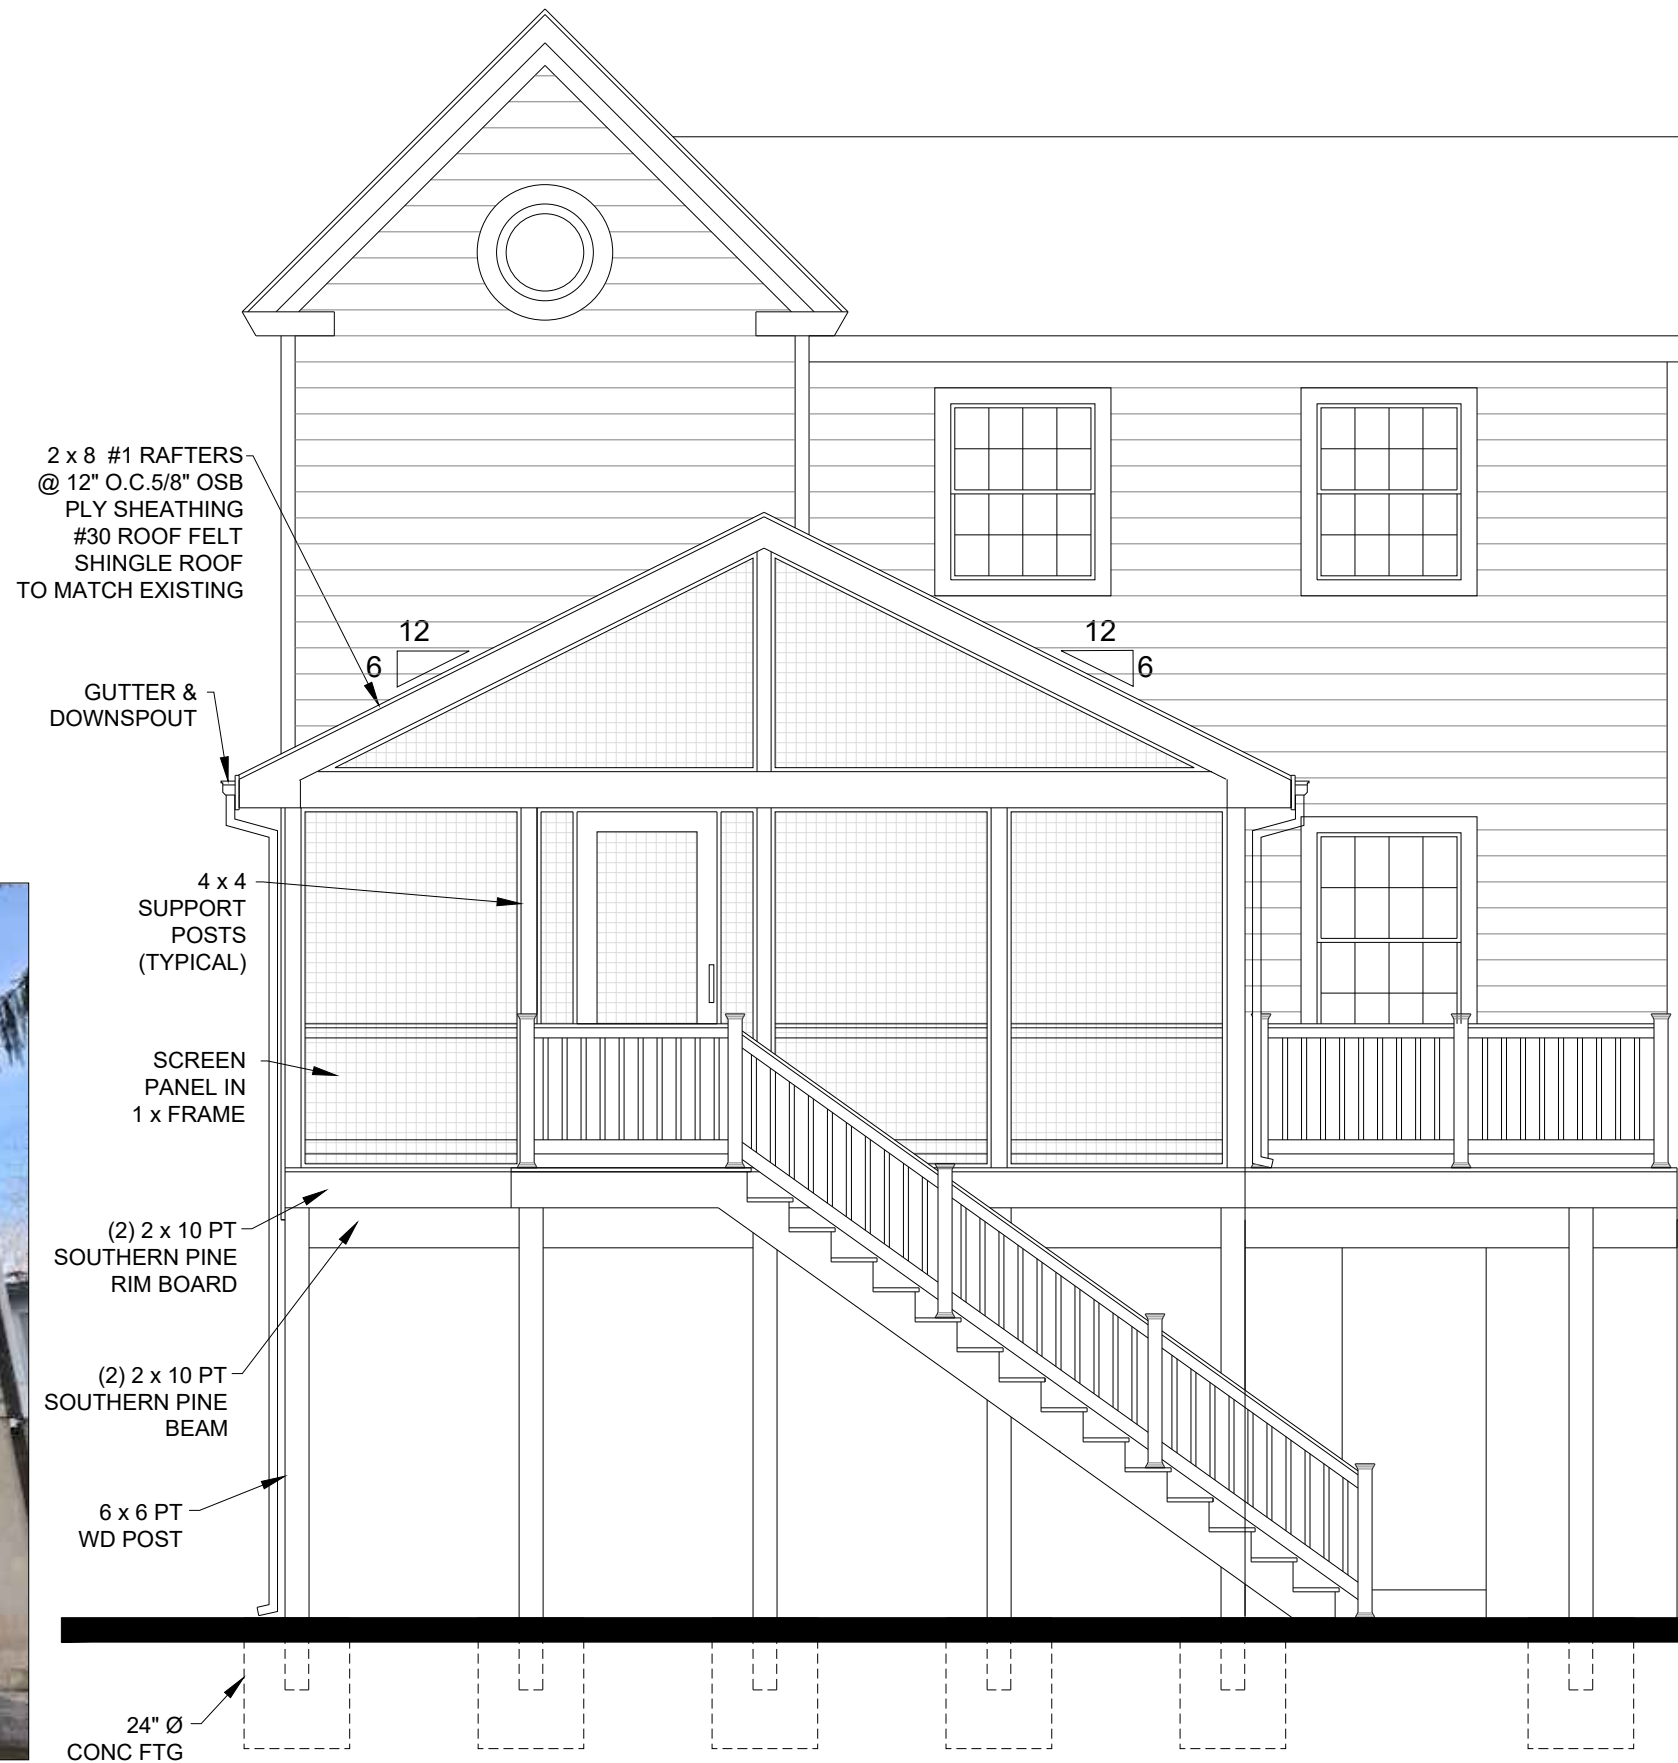 2 x 8  #1 RAFTERS
@ 12" O.C.5/8" OSB
PLY SHEATHING
#30 ROOF FELT
SHINGLE ROOF
TO MATCH EXISTING
12
6
12
6
GUTTER &
DOWNSPOUT
4 x 4
SUPPORT
POSTS
(TYPICAL)
SCREEN
PANEL IN
1 x FRAME
(2) 2 x 10 PT
SOUTHERN PINE
RIM BOARD
(2) 2 x 10 PT
SOUTHERN PINE
BEAM
6 x 6 PT
WD POST
24" Ø
CONC FTG